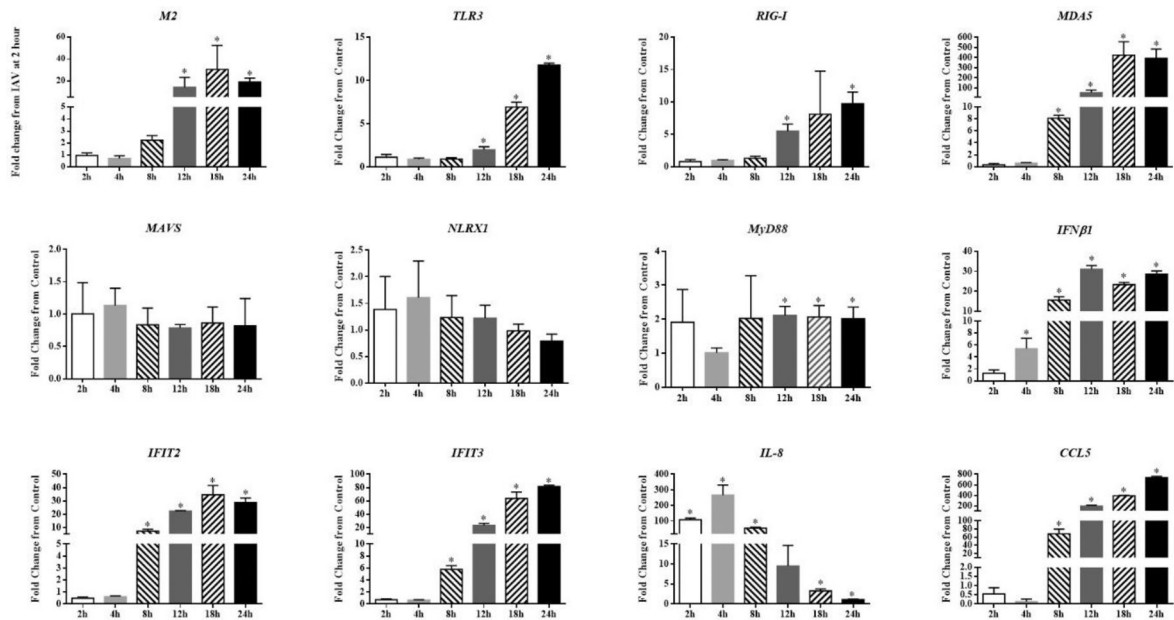 M2
Fold change from IAV at 2 hour
60
40
20
5
4
3
2
1
0
2h 4h 8h 12h 18h 24h
* * *
TLR3
Fold Change from Control
15
10
5
0
2h 4h 8h 12h 18h 24h
* * *
RIG-I
Fold Change from Control
20
15
10
5
0
2h 4h 8h 12h 18h 24h
* *
MDA5
Fold Change from Control
600
500
400
300
200
100
10
8
6
4
2
0
2h 4h 8h 12h 18h 24h
* * * *
MAVS
Fold Change from Control
2.0
1.5
1.0
0.5
0.0
2h 4h 8h 12h 18h 24h
NLRX1
Fold Change from Control
2.5
2.0
1.5
1.0
0.5
0.0
2h 4h 8h 12h 18h 24h
MyD88
Fold Change from Control
4
3
2
1
0
2h 4h 8h 12h 18h 24h
* * *
IFNβ1
Fold Change from Control
40
30
20
10
10
8
6
4
2
0
2h 4h 8h 12h 18h 24h
* * * * *
IFIT2
Fold Change from Control
50
40
30
20
10
5
4
3
2
1
0
2h 4h 8h 12h 18h 24h
* * * *
IFIT3
Fold Change from Control
100
80
60
40
20
10
8
6
4
2
0
2h 4h 8h 12h 18h 24h
* * * * *
IL-8
Fold Change from Control
400
300
200
100
15
10
5
0
2h 4h 8h 12h 18h 24h
* * * * *
CCL5
Fold Change from Control
800
600
400
200
100
80
60
40
20
2.0
1.5
1.0
0.5
0.0
2h 4h 8h 12h 18h 24h
* * * *